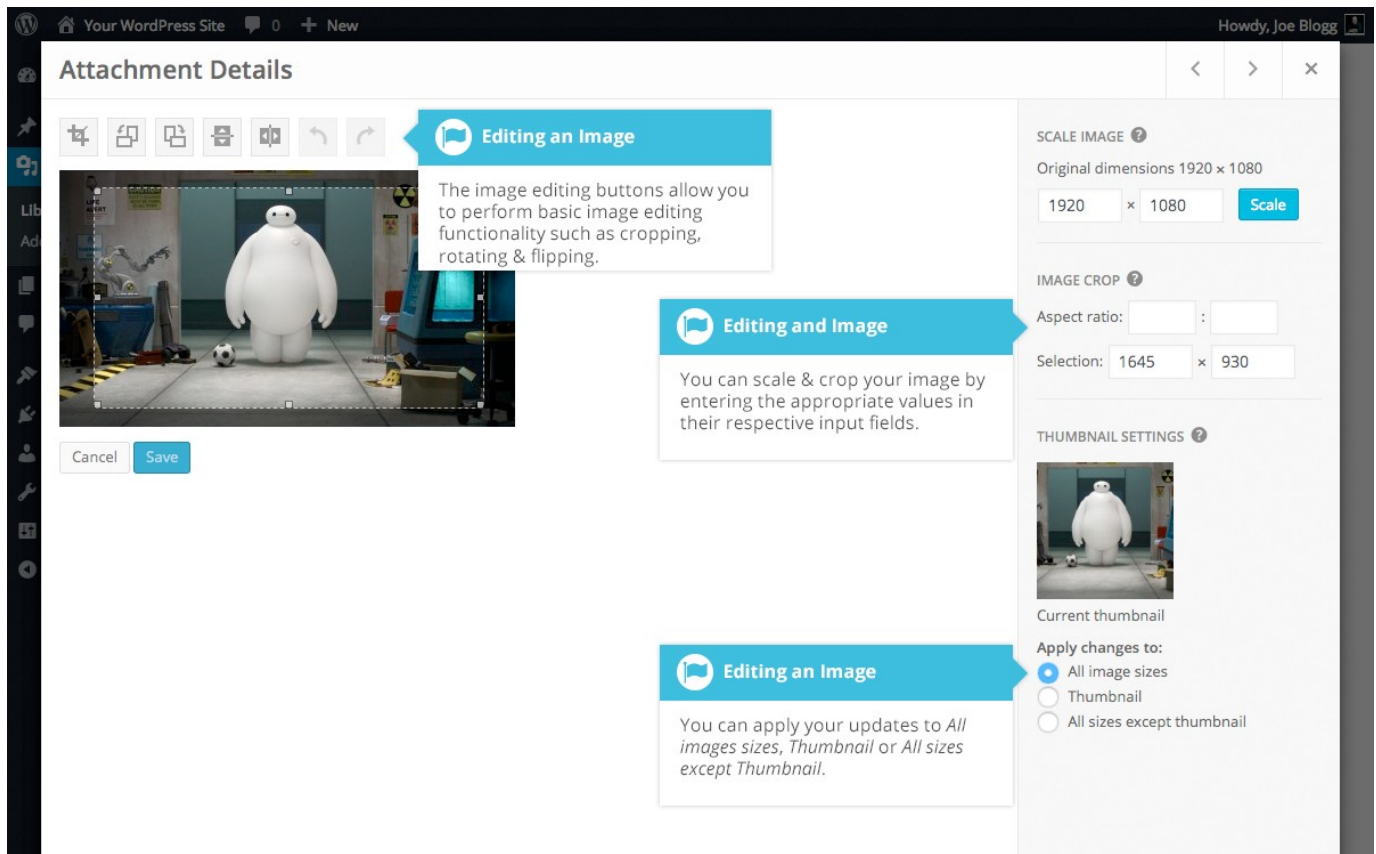 Your WordPress Site 0 New
Howdy, Joe Blogg
Attachment Details
Lib
Add
Editing an Image
The image editing buttons allow you
to perform basic image editing
functionality such as cropping,
rotating & flipping.
LIFE
ALERT
Cancel
Save
Editing and Image
You can scale & crop your image by
entering the appropriate values in
their respective input fields.
Editing an Image
You can apply your updates to All
images sizes, Thumbnail or All sizes
except Thumbnail.
SCALE IMAGE ?
Original dimensions 1920 × 1080
1920 × 1080 Scale
IMAGE CROP ?
Aspect ratio: :
Selection: 1645 × 930
THUMBNAIL SETTINGS ?
Current thumbnail
Apply changes to:
All image sizes
Thumbnail
All sizes except thumbnail